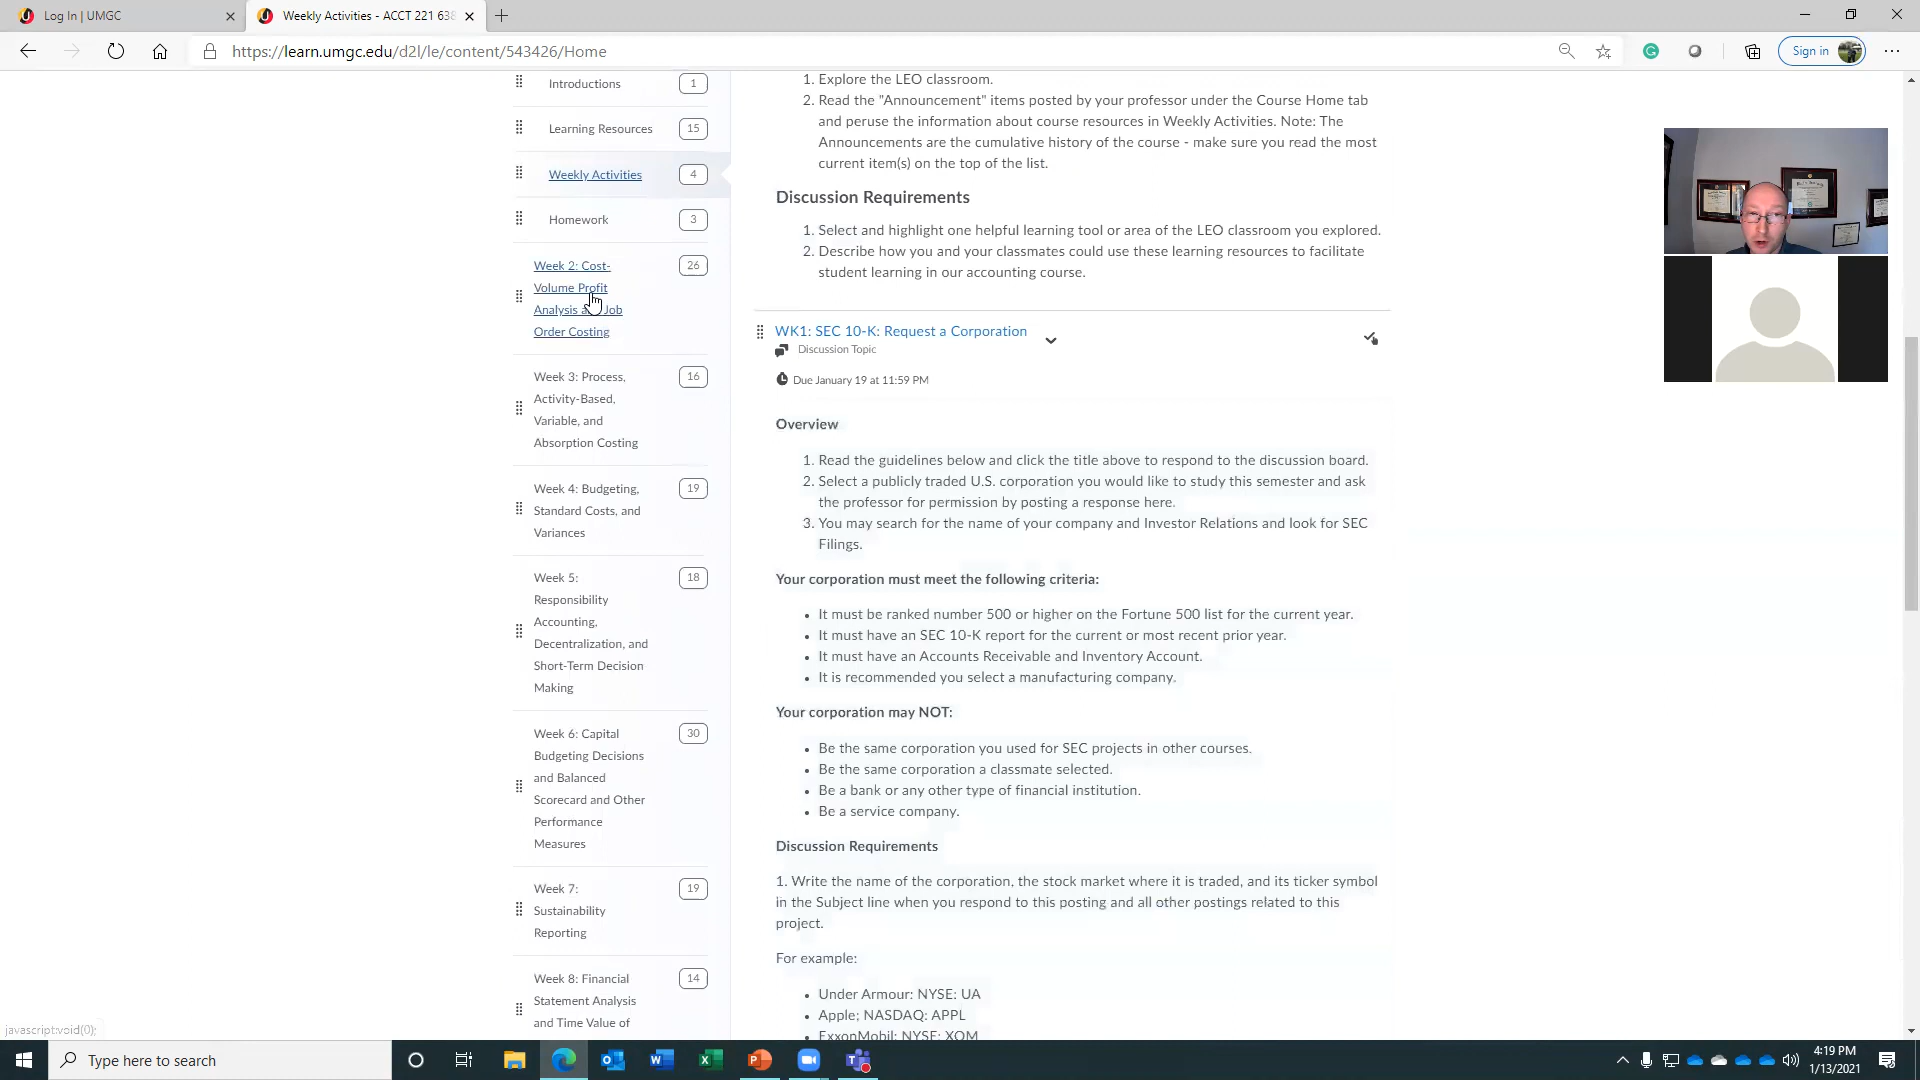 Log In | UMGC
Weekly Activities - ACCT 221 638
https://learn.umgc.edu/d2l/le/content/543426/Home
Sign in
Introductions
1
Learning Resources
15
Weekly Activities
4
Homework
3
Week 2: Cost-
26
Volume Profit
Analysis a Job
Order Costing
Week 3: Process,
16
Activity-Based,
Variable, and
Absorption Costing
Week 4: Budgeting,
19
Standard Costs, and
Variances
Week 5:
18
Responsibility
Accounting,
Decentralization, and
Short-Term Decision
Making
Week 6: Capital
30
Budgeting Decisions
and Balanced
Scorecard and Other
Performance
Measures
Week 7:
19
Sustainability
Reporting
Week 8: Financial
14
Statement Analysis
and Time Value of
1. Explore the LEO classroom.
2. Read the "Announcement" items posted by your professor under the Course Home tab
and peruse the information about course resources in Weekly Activities. Note: The
Announcements are the cumulative history of the course - make sure you read the most
current item(s) on the top of the list.
Discussion Requirements
1. Select and highlight one helpful learning tool or area of the LEO classroom you explored.
2. Describe how you and your classmates could use these learning resources to facilitate
student learning in our accounting course.
WK1: SEC 10-K: Request a Corporation
Discussion Topic
Due January 19 at 11:59 PM
Overview
1. Read the guidelines below and click the title above to respond to the discussion board.
2. Select a publicly traded U.S. corporation you would like to study this semester and ask
the professor for permission by posting a response here.
3. You may search for the name of your company and Investor Relations and look for SEC
Filings.
Your corporation must meet the following criteria:
• It must be ranked number 500 or higher on the Fortune 500 list for the current year.
• It must have an SEC 10-K report for the current or most recent prior year.
• It must have an Accounts Receivable and Inventory Account.
• It is recommended you select a manufacturing company.
Your corporation may NOT:
• Be the same corporation you used for SEC projects in other courses.
• Be the same corporation a classmate selected.
• Be a bank or any other type of financial institution.
• Be a service company.
Discussion Requirements
1. Write the name of the corporation, the stock market where it is traded, and its ticker symbol
in the Subject line when you respond to this posting and all other postings related to this
project.
For example:
• Under Armour: NYSE: UA
• Apple; NASDAQ: APPL
• ExxonMobil: NYSE: XOM
javascript:void(0);
Type here to search
4:19 PM
1/13/2021